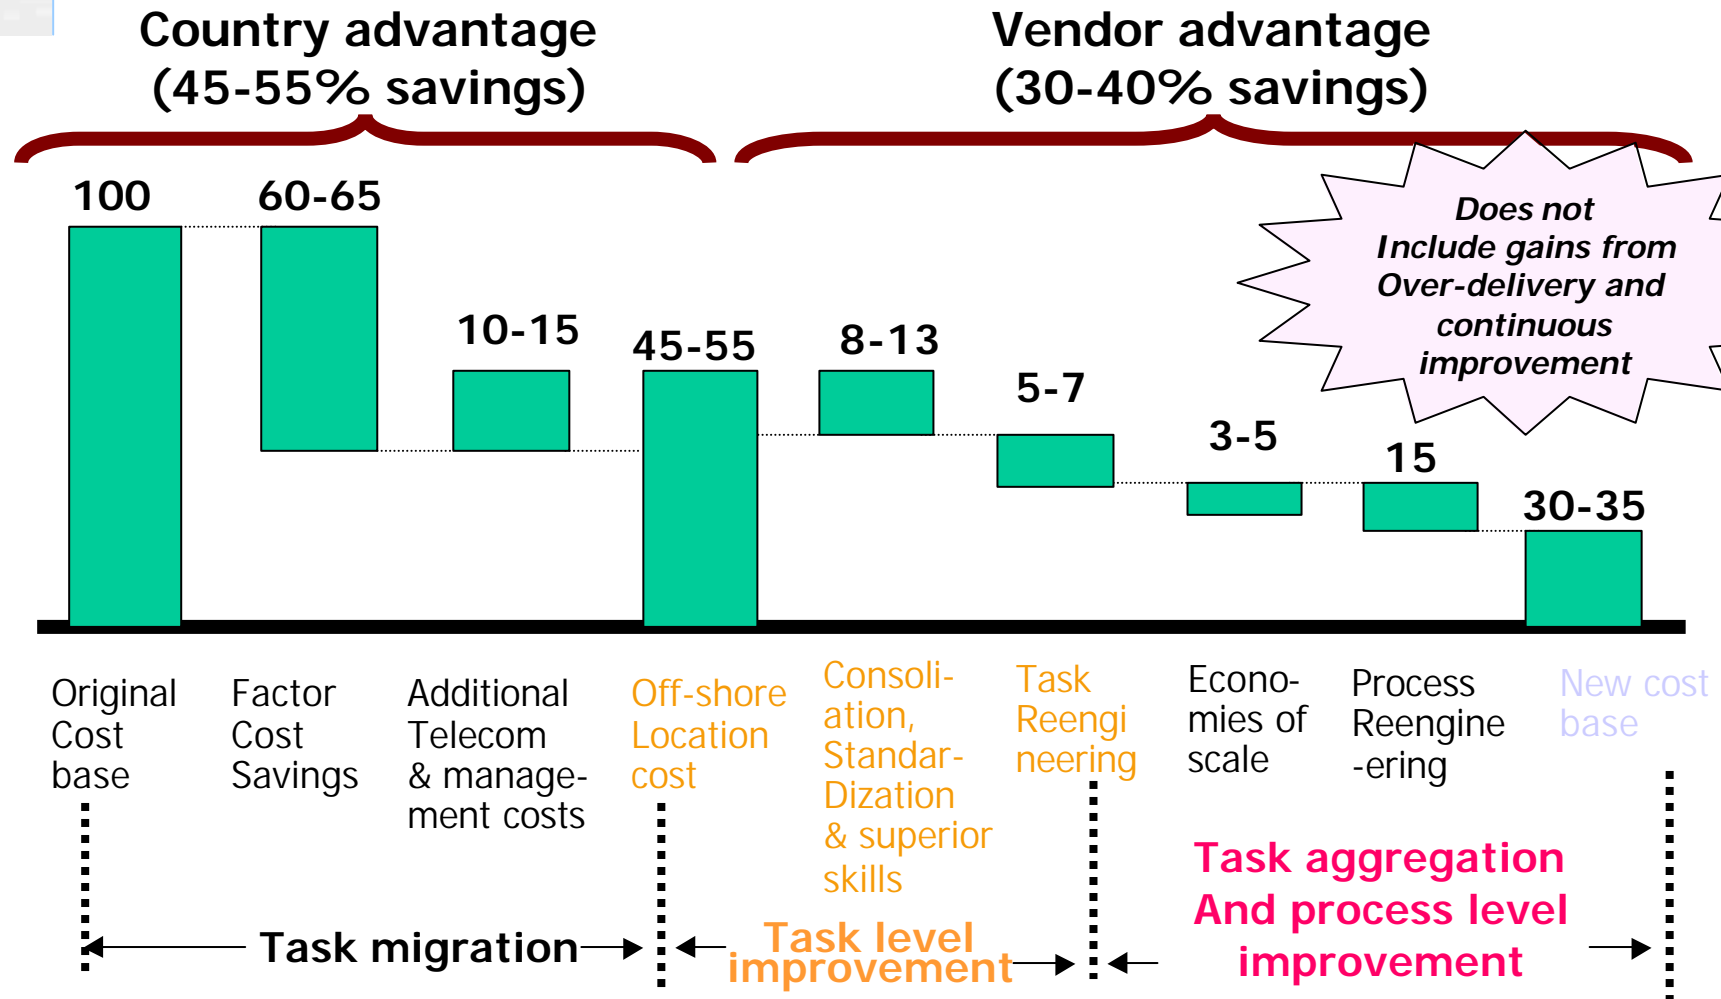 Country advantage
(45-55% savings)
Vendor advantage
(30-40% savings)
Does not
Include gains from
Over-delivery and
continuous
improvement
100
60-65
10-15
45-55
8-13
5-7
3-5
15
30-35
Original
Cost
base
Factor
Cost
Savings
Additional
Telecom
& manage-
ment costs
Off-shore
Location
cost
Consoli-
ation,
Standar-
Dization
& superior
skills
Task
Reengi
neering
Econo-
mies of
scale
Process
Reengine
-ering
New cost
base
Task migration
Task level
improvement
Task aggregation
And process level
improvement